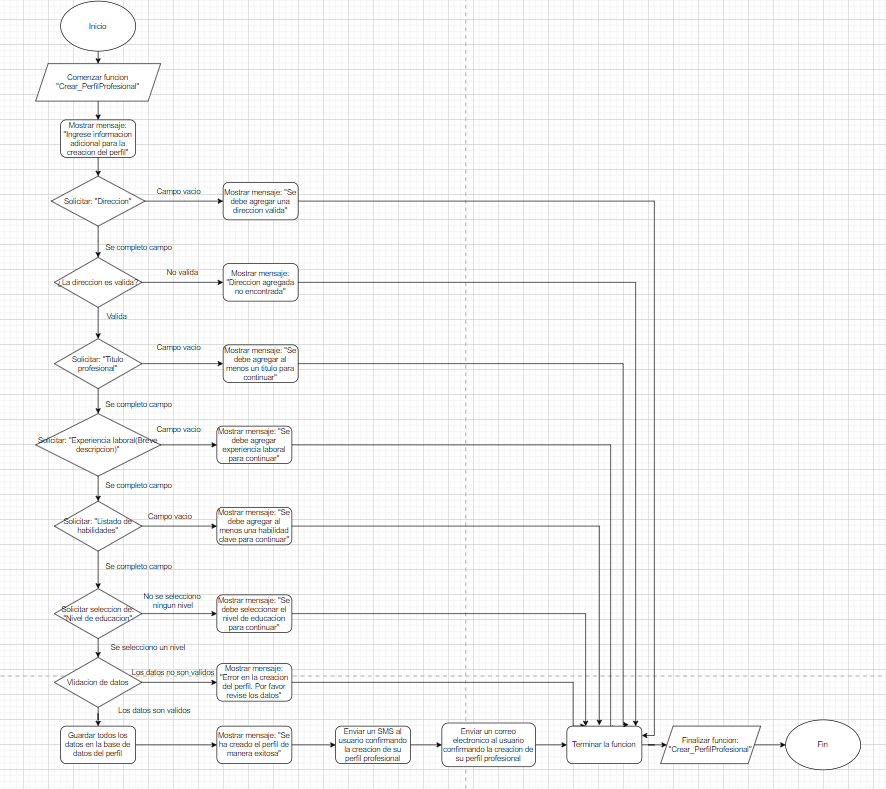 Inicio
Comenzar funcion
"Crear_PerfilProfesional"
Mostrar mensaje:
"Ingrese informacion
adicional para la
creacion del perfil"
Solicitar: "Direccion"
Campo vacio
Mostrar mensaje: "Se
debe agregar una
direccion valida"
Se completo campo
¿La direccion es valida?
No valida
Mostrar mensaje:
"Direccion agregada
no encontrada"
Valida
Solicitar: "Titulo
profesional"
Campo vacio
Mostrar mensaje: "Se
debe agregar al
menos un titulo para
continuar"
Se completo campo
Solicitar: "Experiencia laboral(Breve
descripcion)"
Campo vacio
Mostrar mensaje: "Se
debe agregar
experiencia laboral
para continuar"
Se completo campo
Solicitar: "Listado de
habilidades"
Campo vacio
Mostrar mensaje: "Se
debe agregar al
menos una habilidad
clave para continuar"
Se completo campo
Solicitar seleccion de:
"Nivel de educacion"
No se selecciono
ningun nivel
Mostrar mensaje: "Se
debe seleccionar el
nivel de educacion
para continuar"
Se selecciono un nivel
Vlidacion de datos
Los datos no son validos
Mostrar mensaje:
"Error en la creacion
del perfil. Por favor
revise los datos"
Los datos son validos
Guardar todos los
datos en la base de
datos del perfil
Mostrar mensaje: "Se
ha creado el perfil de
manera exitosa"
Enviar un SMS al
usuario confirmando
la creacion de su
perfil profesional
Enviar un correo
electronico al usuario
confirmando la creacion de
su perfil profesional
Terminar la funcion
Finalizar funcion:
"Crear_PerfilProfesional"
Fin